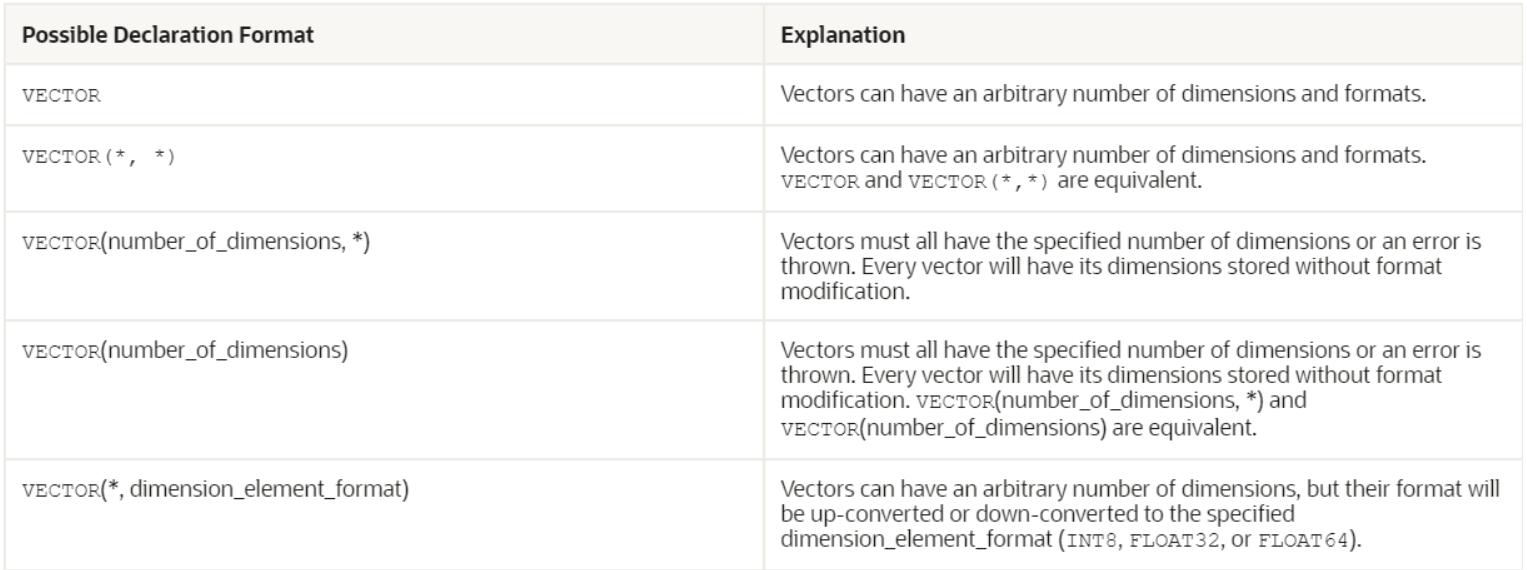 Possible Declaration Format
Explanation
VECTOR
Vectors can have an arbitrary number of dimensions and formats.
VECTOR(*, *)
Vectors can have an arbitrary number of dimensions and formats.
VECTOR and VECTOR(*,*) are equivalent.
VECTOR(number_of_dimensions, *)
Vectors must all have the specified number of dimensions or an error is
thrown. Every vector will have its dimensions stored without format
modification.
VECTOR(number_of_dimensions)
Vectors must all have the specified number of dimensions or an error is
thrown. Every vector will have its dimensions stored without format
modification. VECTOR(number_of_dimensions, *) and
VECTOR(number_of_dimensions) are equivalent.
VECTOR(*, dimension_element_format)
Vectors can have an arbitrary number of dimensions, but their format will
be up-converted or down-converted to the specified
dimension_element_format (INT8, FLOAT32, or FLOAT64).